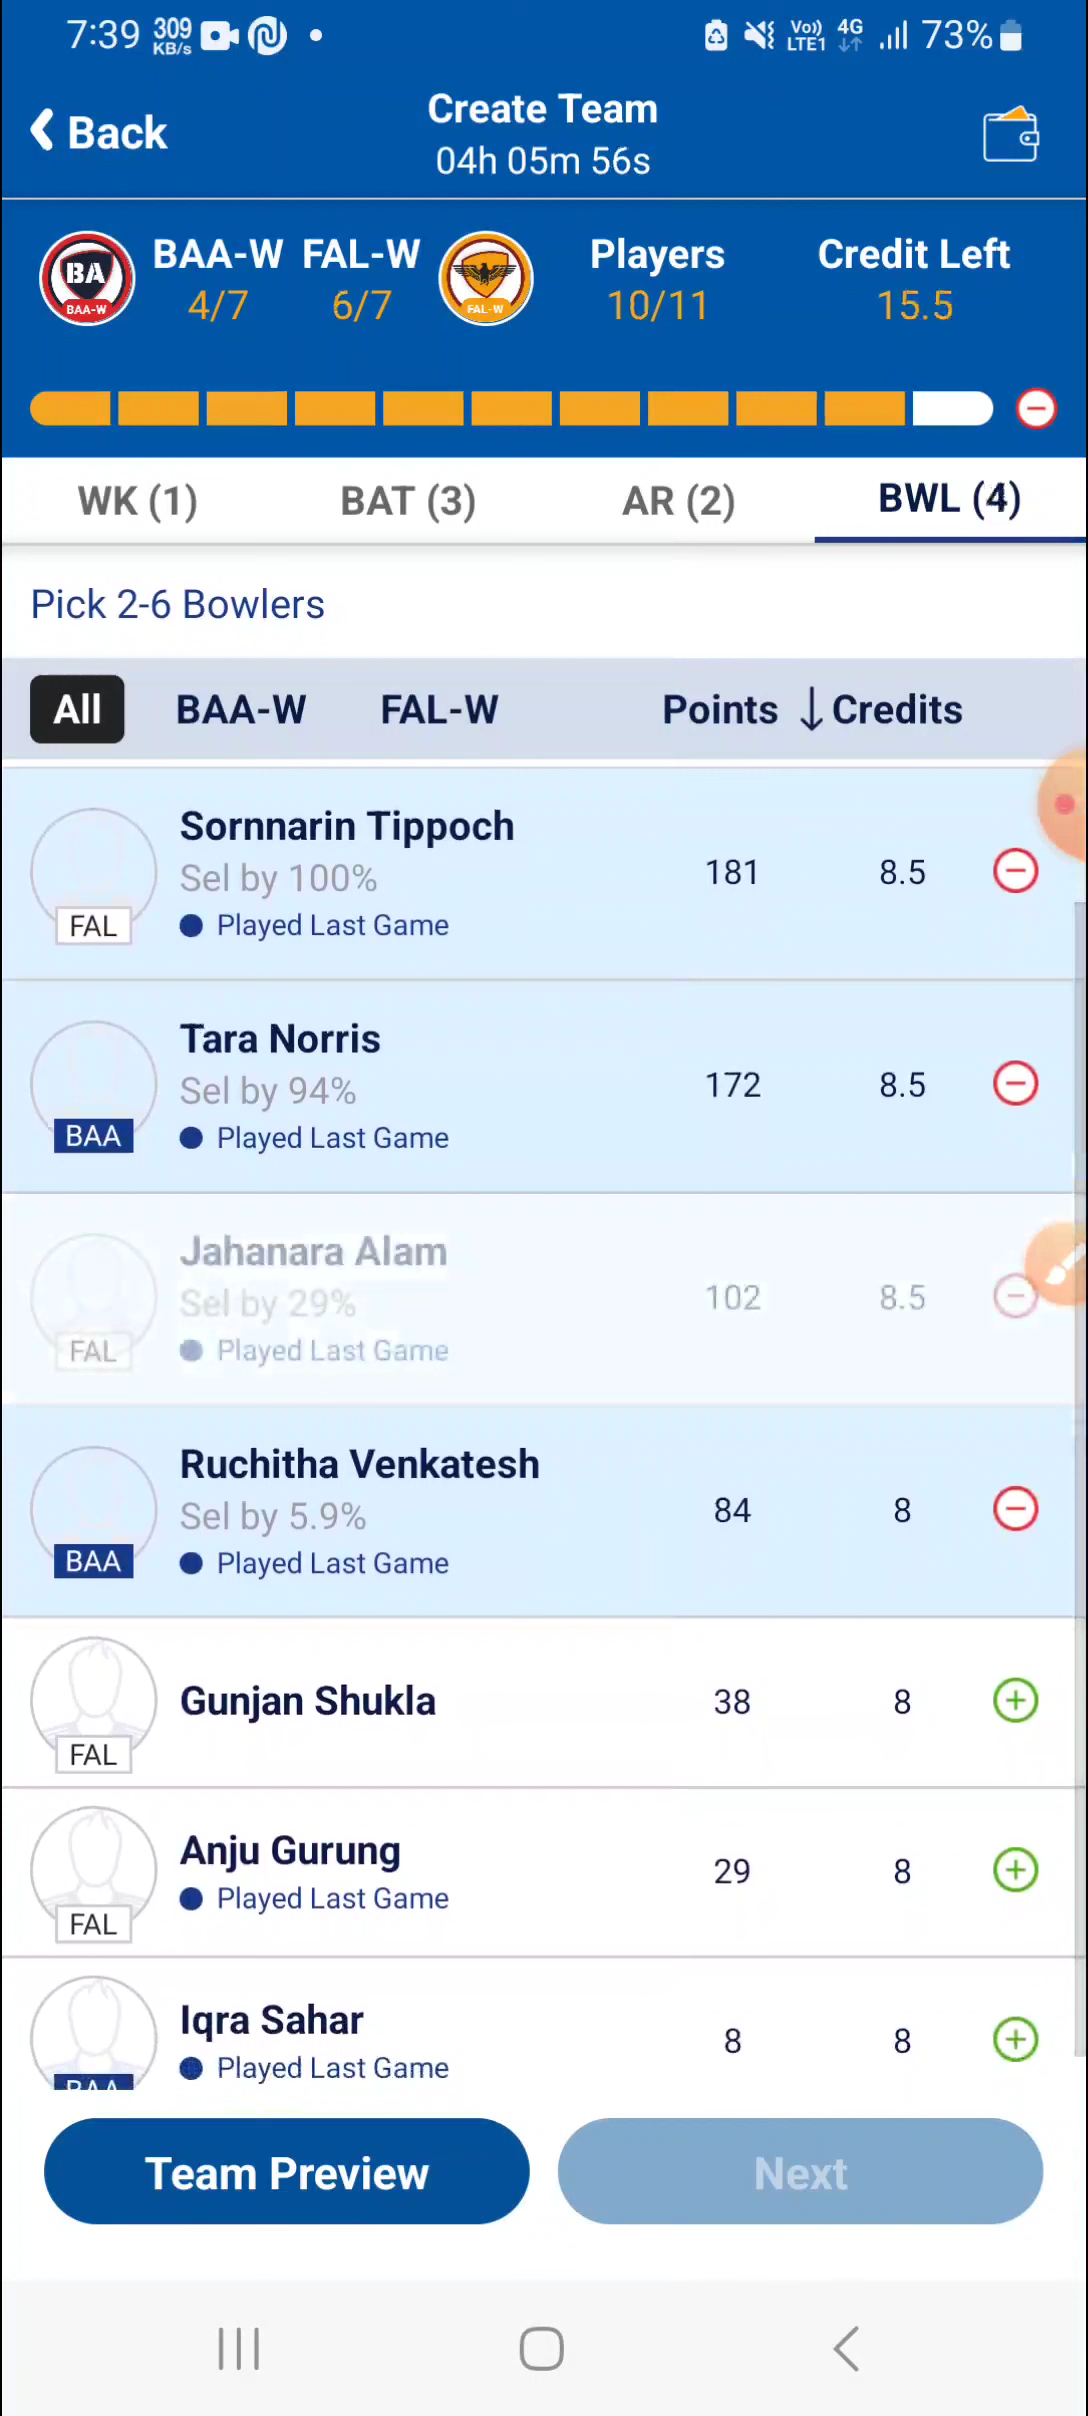 7:39 309 KB/s Vo)) LTE1 4G 73%
Back
Create Team
04h 05m 56s
BA BAA-W
BAA-W FAL-W
4/7 6/7
FAL-W
Players
10/11
Credit Left
15.5
WK (1) BAT (3) AR (2) BWL (4)
Pick 2-6 Bowlers
All BAA-W FAL-W Points ↓ Credits
Sornnarin Tippoch
Sel by 100%
Played Last Game
FAL
181 8.5
Tara Norris
Sel by 94%
Played Last Game
BAA
172 8.5
Jahanara Alam
Sel by 29%
Played Last Game
FAL
102 8.5
Ruchitha Venkatesh
Sel by 5.9%
Played Last Game
BAA
84 8
Gunjan Shukla
FAL
38 8
Anju Gurung
Played Last Game
FAL
29 8
Iqra Sahar
Played Last Game
BAA
8 8
Team Preview Next